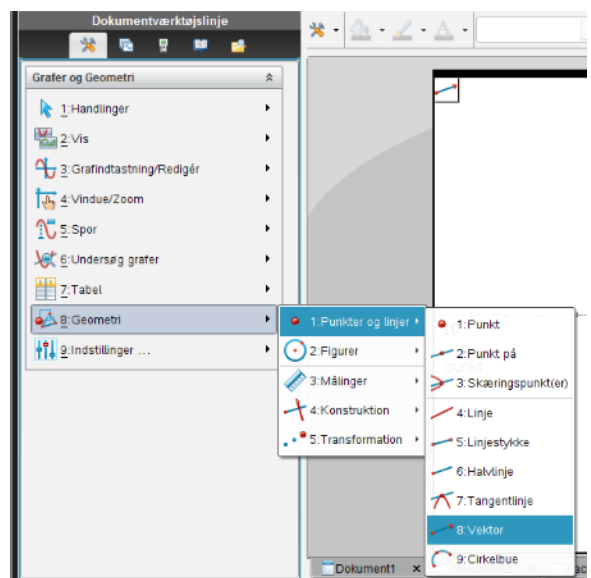 Dokumentværktøjslinje
Grafer og Geometri
1:Handlinger
2:Vis
3:Grafindtastning/Redigér
4:Vindue/Zoom
5:Spor
6:Undersøg grafer
7:Tabel
8:Geometri
9:Indstillinger ...
1:Punkter og linjer
2:Figurer
3:Målinger
4:Konstruktion
5:Transformation
1:Punkt
2:Punkt på
3:Skæringspunkt(er)
4:Linje
5:Linjestykke
6:Halvlinje
7:Tangentlinje
8:Vektor
9:Cirkelbue
Dokument1